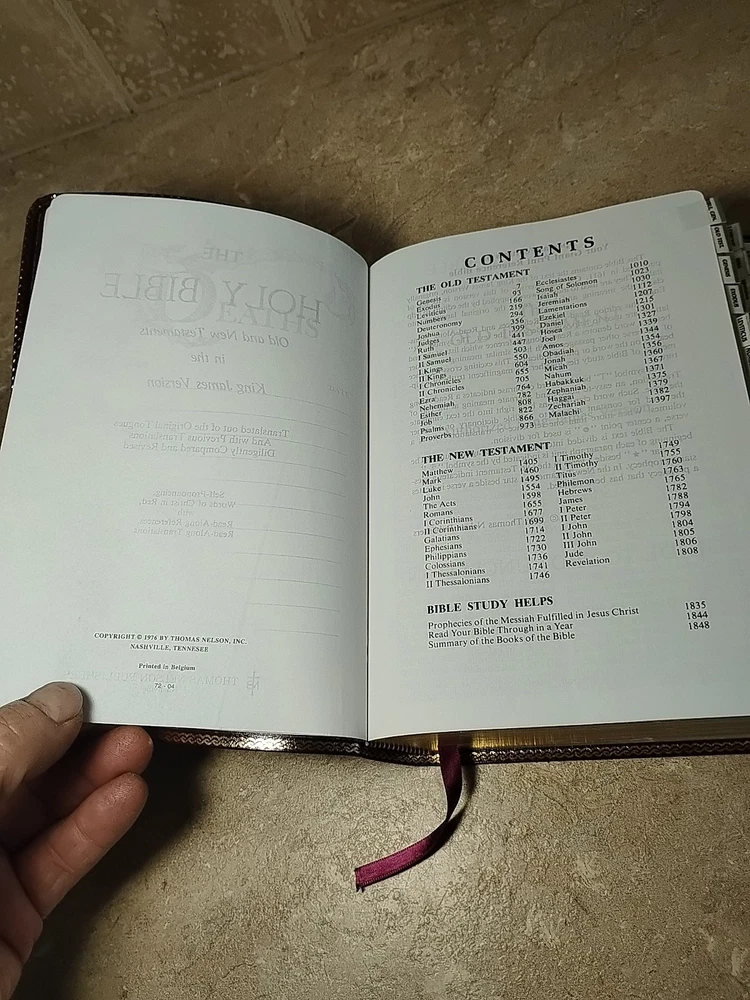 COPYRIGHT © 1976 BY THOMAS NELSON, INC.
NASHVILLE, TENNESEE
Printed in Belgium
72 - 04
CONTENTS
THE OLD TESTAMENT
Genesis 7
Exodus 93
Leviticus 166
Numbers 219
Deuteronomy 294
Joshua 356
Judges 399
Ruth 441
I Samuel 447
II Samuel 503
I Kings 550
II Kings 604
I Chronicles 655
II Chronicles 705
Ezra 764
Nehemiah 782
Esther 808
Job 822
Psalms 866
Proverbs 973
Ecclesiastes 1010
Song of Solomon 1023
Isaiah 1030
Jeremiah 1112
Lamentations 1207
Ezekiel 1215
Daniel 1301
Hosea 1327
Joel 1339
Amos 1344
Obadiah 1354
Jonah 1356
Micah 1360
Nahum 1367
Habakkuk 1371
Zephaniah 1375
Haggai 1379
Zechariah 1382
Malachi 1397
THE NEW TESTAMENT
Matthew 1405
Mark 1460
Luke 1495
John 1554
The Acts 1598
Romans 1655
I Corinthians 1677
II Corinthians 1699
Galatians 1714
Ephesians 1722
Philippians 1730
Colossians 1736
I Thessalonians 1741
II Thessalonians 1746
I Timothy 1749
II Timothy 1755
Titus 1760
Philemon 1763
Hebrews 1765
James 1782
I Peter 1788
II Peter 1794
I John 1798
II John 1804
III John 1805
Jude 1806
Revelation 1808
BIBLE STUDY HELPS
Prophecies of the Messiah Fulfilled in Jesus Christ 1835
Read Your Bible Through in a Year 1844
Summary of the Books of the Bible 1848